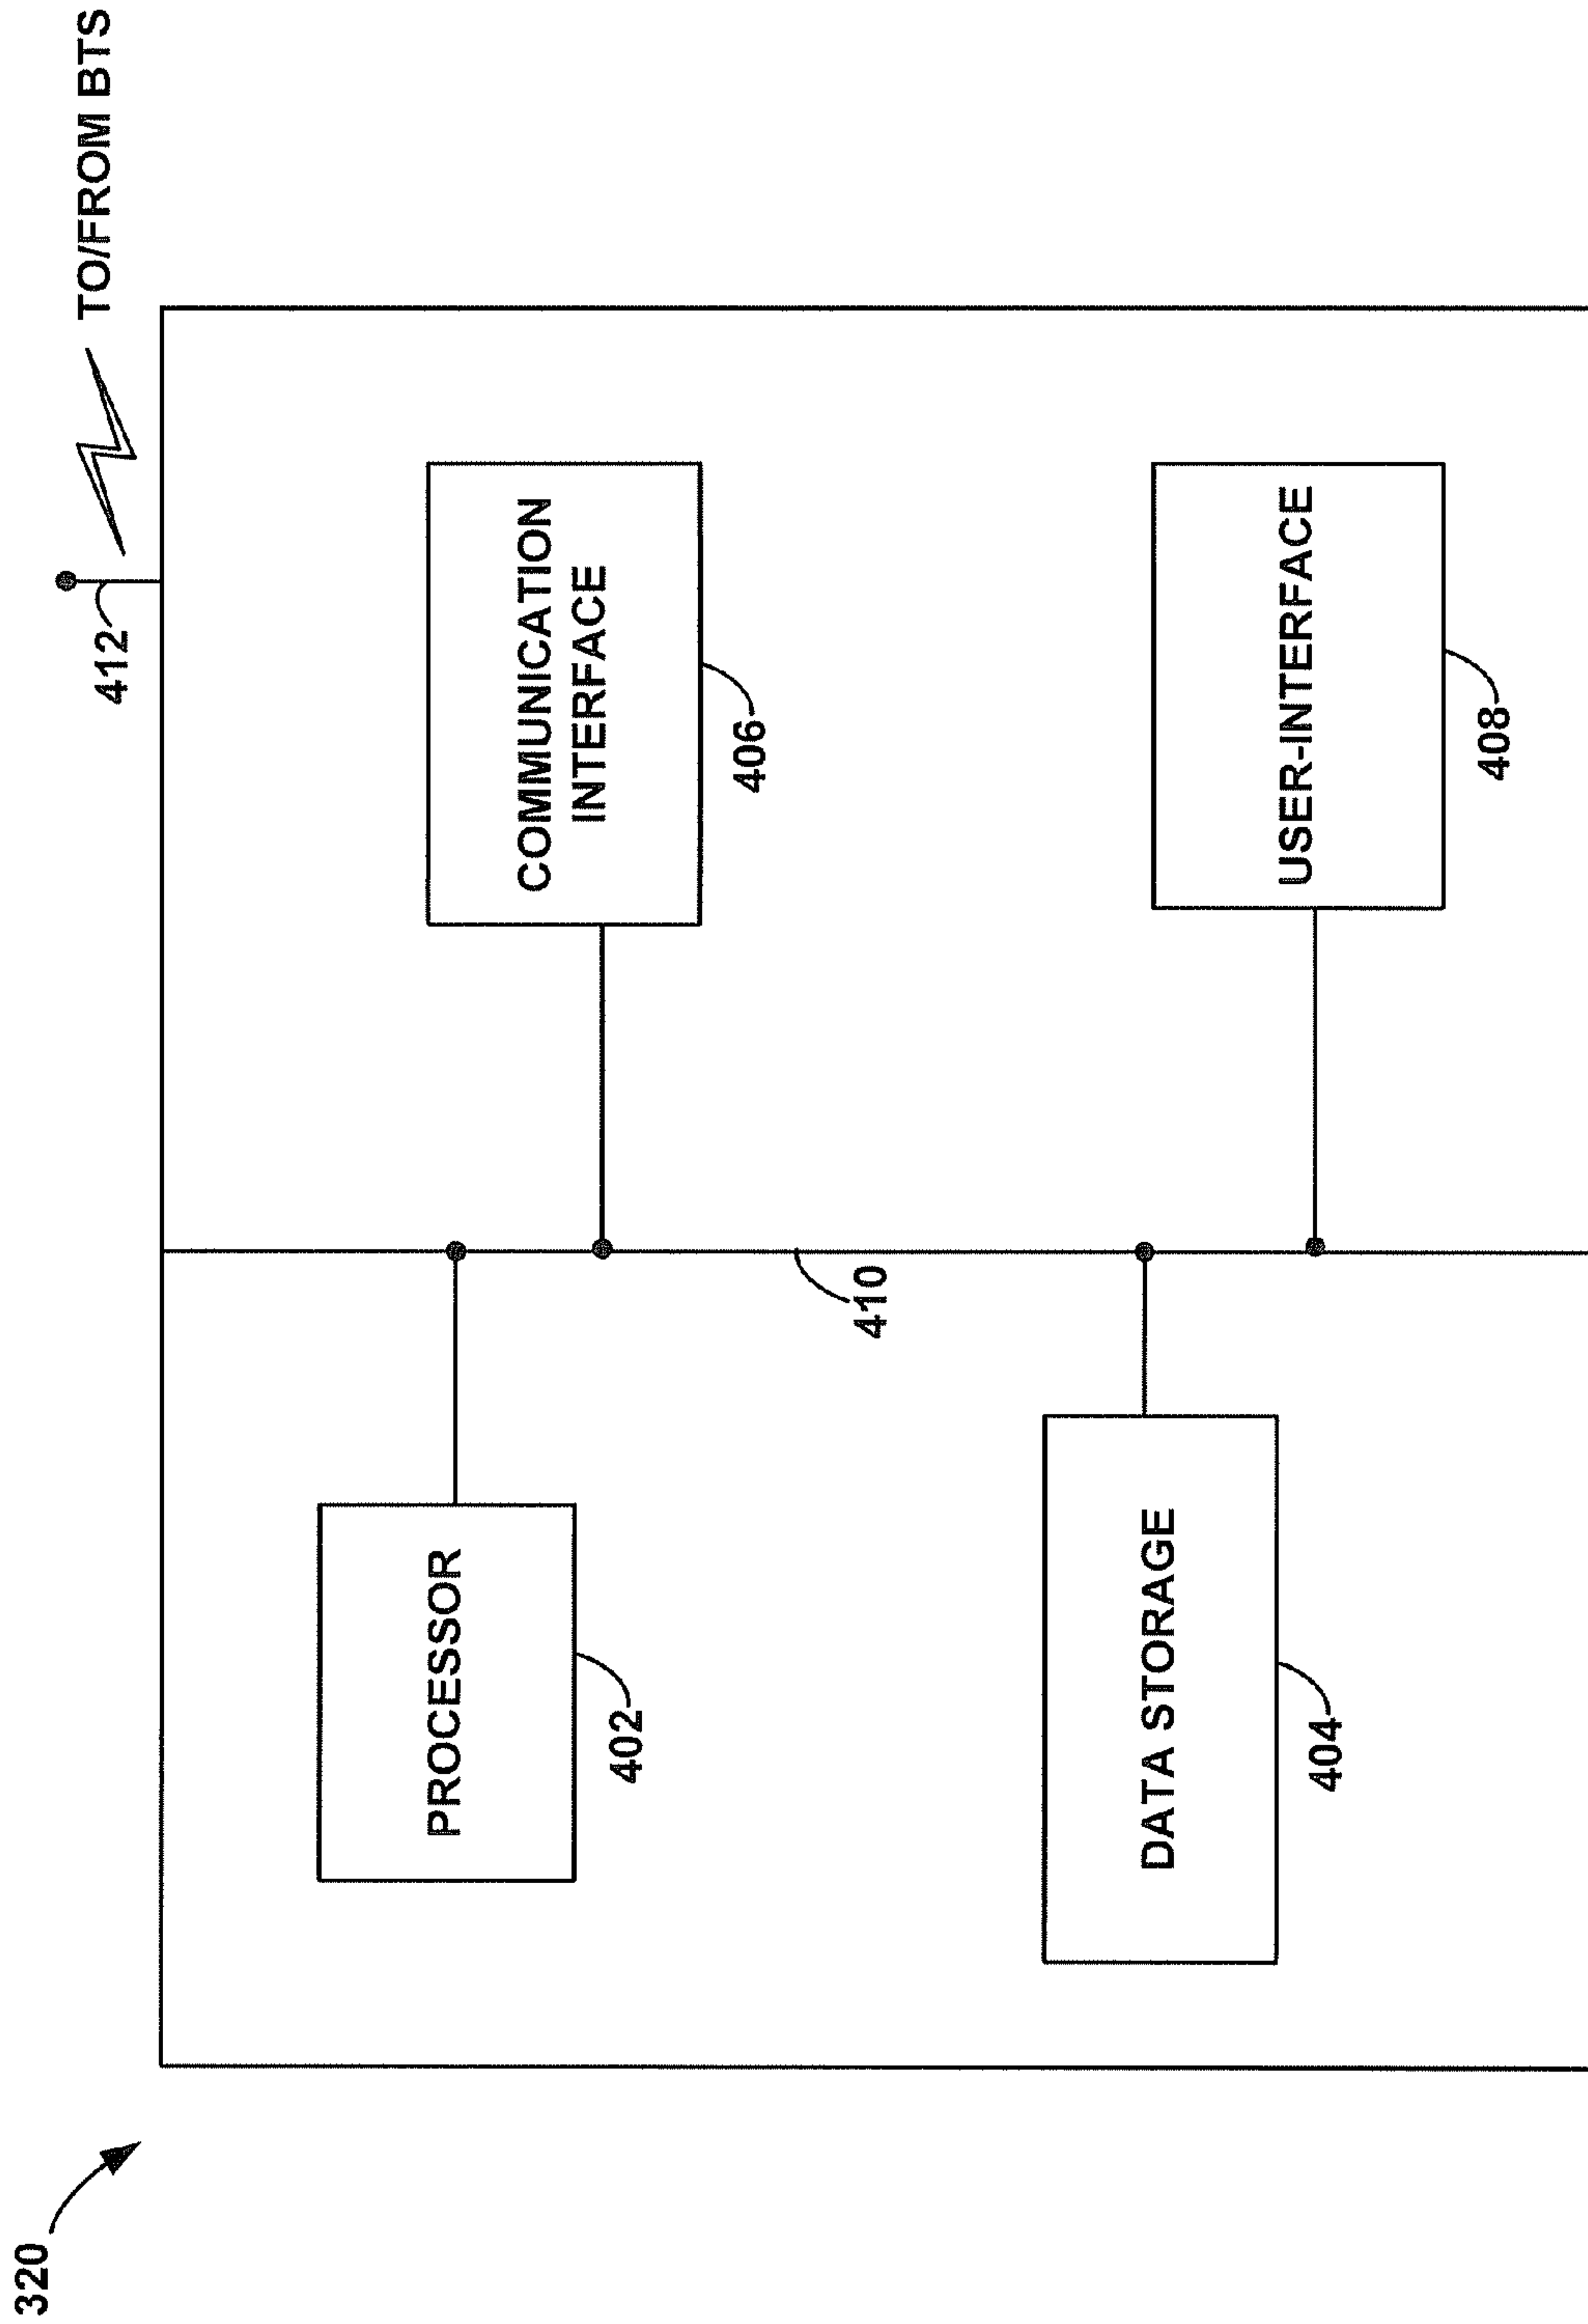 320
412
TO/FROM BTS
PROCESSOR
402
COMMUNICATION
INTERFACE
406
410
DATA STORAGE
404
USER-INTERFACE
408